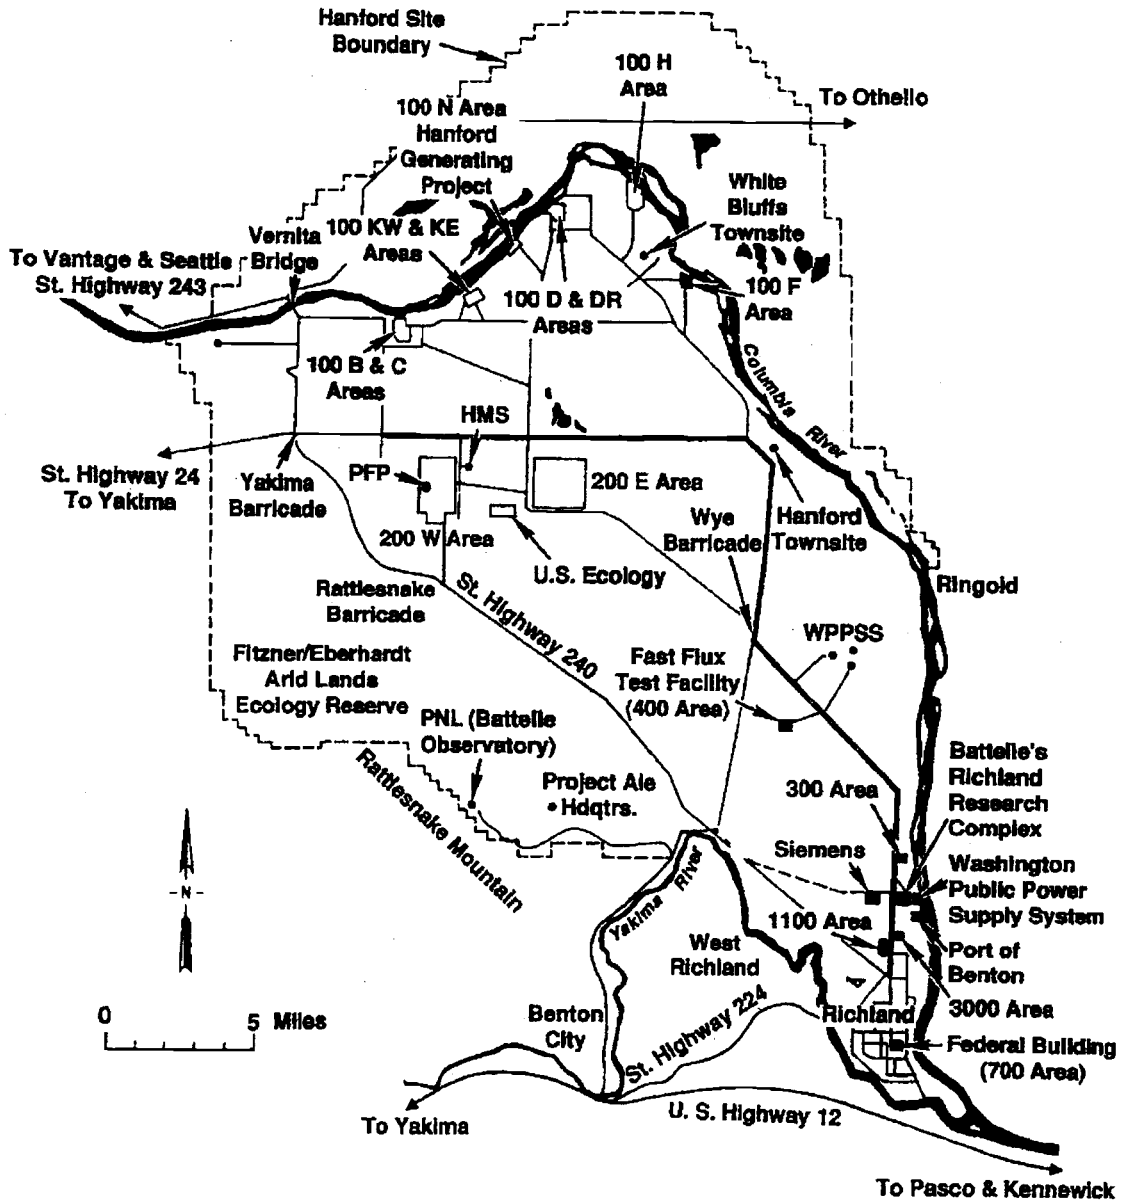 Hanford Site
Boundary
100 H
Area
To Othello
100 N Area
Hanford
Generating
Project
White
Bluffs
Townsite
Vernita
Bridge
100 KW & KE
Areas
To Vantage & Seattle
St. Highway 243
100 D & DR
Areas
100 F
Area
100 B & C
Areas
Columbia
River
HMS
St. Highway 24
To Yakima
Yakima
Barricade
PFP
200 E Area
200 W Area
Wye
Barricade
Hanford
Townsite
U.S. Ecology
Ringold
Rattlesnake
Barricade
St. Highway 240
WPPSS
Fitzner/Eberhardt
Arid Lands
Ecology Reserve
Fast Flux
Test Facility
(400 Area)
PNL (Battelle
Observatory)
Rattlesnake Mountain
Project Ale
Hdqtrs.
300 Area
Battelle's
Richland
Research
Complex
Siemens
Washington
Public Power
Supply System
Yakima River
N
1100 Area
West
Richland
Port of
Benton
3000 Area
0
5 Miles
Benton
City
St. Highway 224
Richland
Federal Building
(700 Area)
To Yakima
U. S. Highway 12
To Pasco & Kennewick